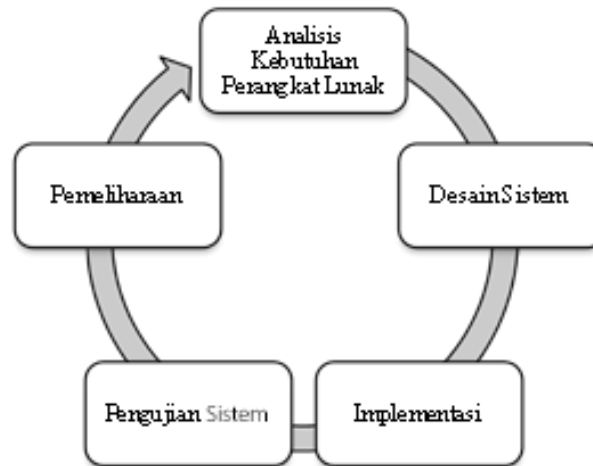 Analisis
Kebutuhan
Perangkat Lunak
Desain Sistem
Implementasi
Pengujian Sistem
Pemeliharaan